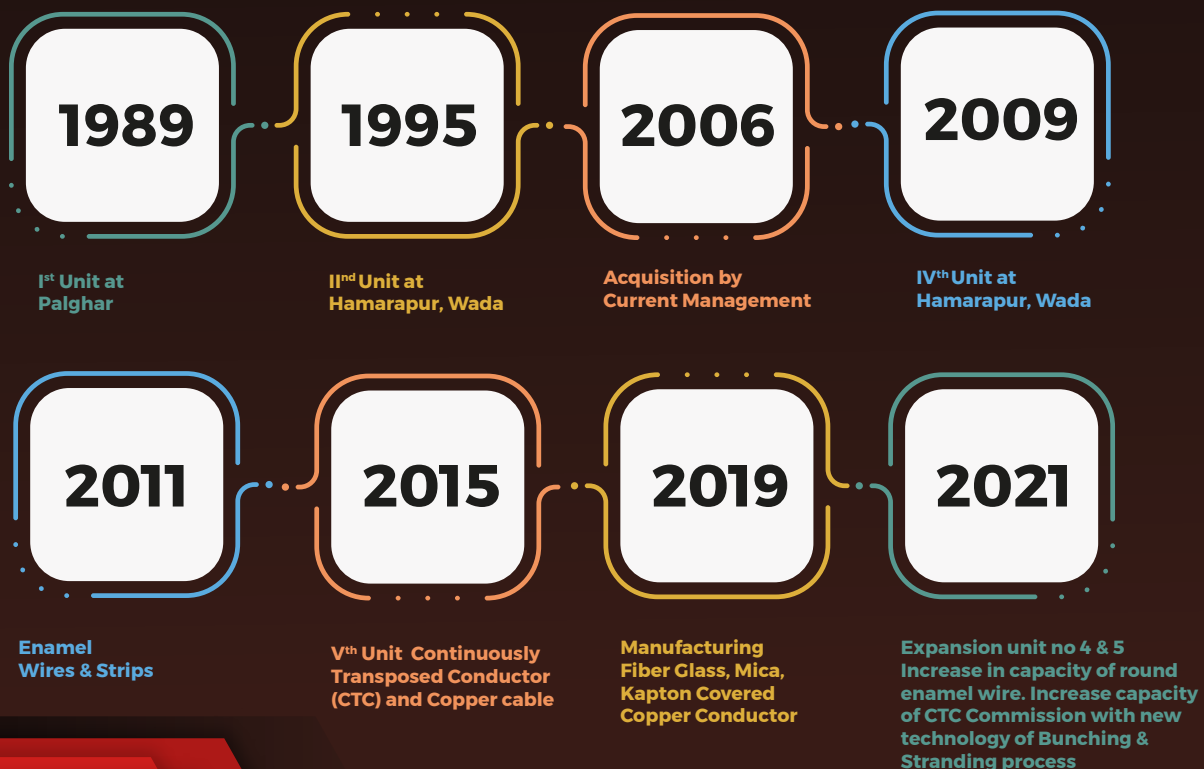 1989
1995
2006
2009
Iˢᵗ Unit at
Palghar
IIⁿᵈ Unit at
Hamarapur, Wada
Acquisition by
Current Management
IVᵗʰ Unit at
Hamarapur, Wada
2011
2015
2019
2021
Enamel
Wires & Strips
Vᵗʰ Unit Continuously
Transposed Conductor
(CTC) and Copper cable
Manufacturing
Fiber Glass, Mica,
Kapton Covered
Copper Conductor
Expansion unit no 4 & 5
Increase in capacity of round
enamel wire. Increase capacity
of CTC Commission with new
technology of Bunching &
Stranding process